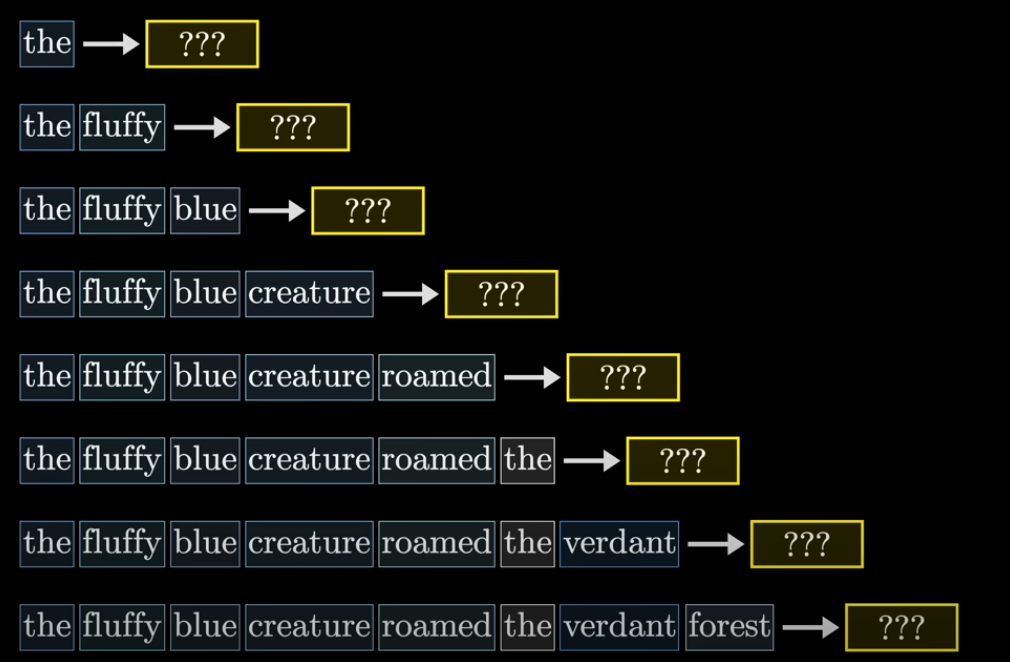 the ???
the fluffy ???
the fluffy blue ???
the fluffy blue creature ???
the fluffy blue creature roamed ???
the fluffy blue creature roamed the ???
the fluffy blue creature roamed the verdant ???
the fluffy blue creature roamed the verdant forest ???